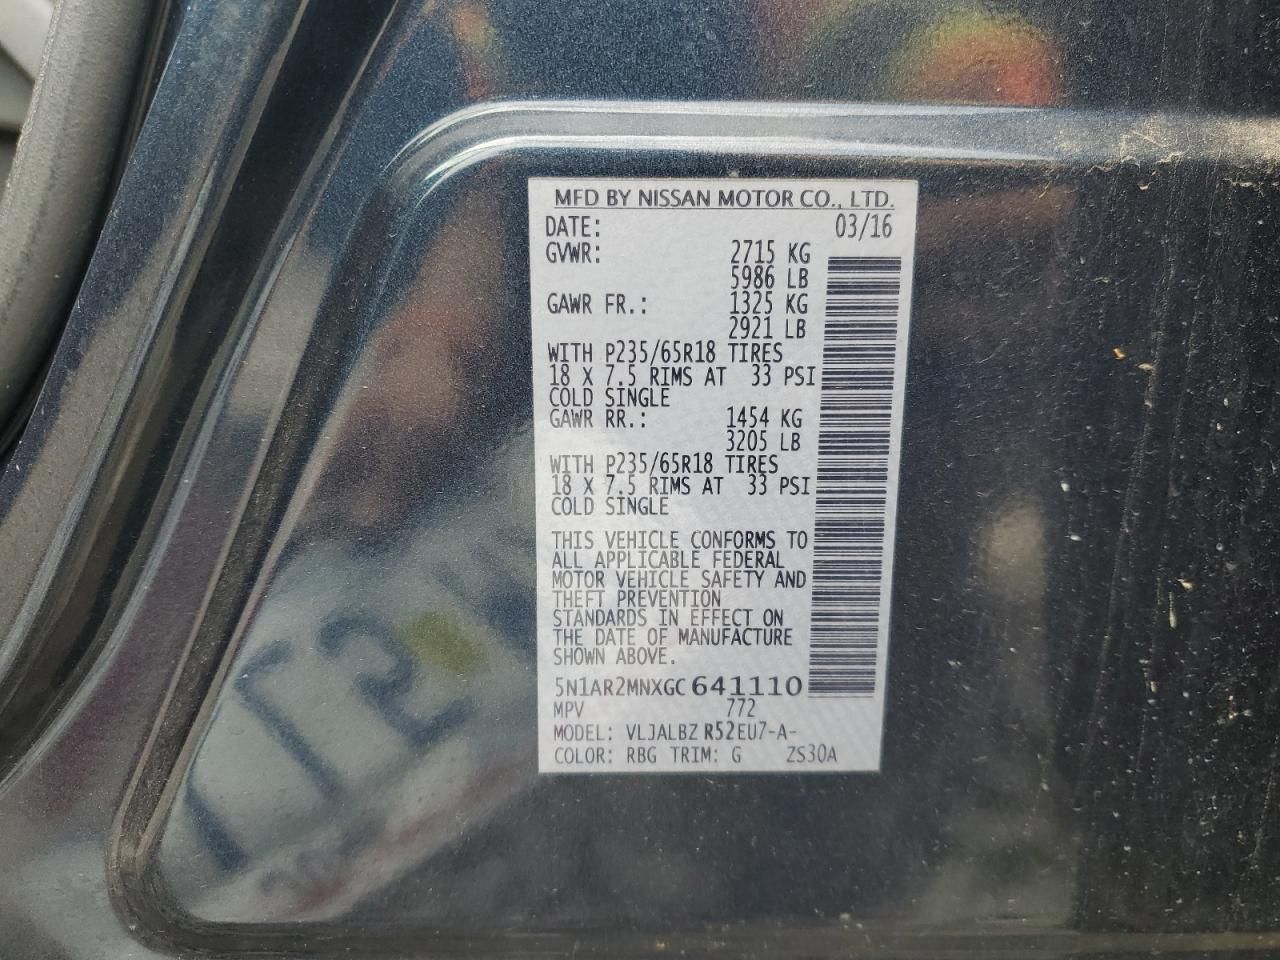 MFD BY NISSAN MOTOR CO., LTD.
DATE: 03/16
GVWR: 2715 KG
5986 LB
GAWR FR.: 1325 KG
2921 LB
WITH P235/65R18 TIRES
18 X 7.5 RIMS AT 33 PSI
COLD SINGLE
GAWR RR.: 1454 KG
3205 LB
WITH P235/65R18 TIRES
18 X 7.5 RIMS AT 33 PSI
COLD SINGLE
THIS VEHICLE CONFORMS TO
ALL APPLICABLE FEDERAL
MOTOR VEHICLE SAFETY AND
THEFT PREVENTION
STANDARDS IN EFFECT ON
THE DATE OF MANUFACTURE
SHOWN ABOVE.
5N1AR2MNXGC641110
MPV 772
MODEL: VLJALBZ R52EU7-A-
COLOR: RBG TRIM: G ZS30A